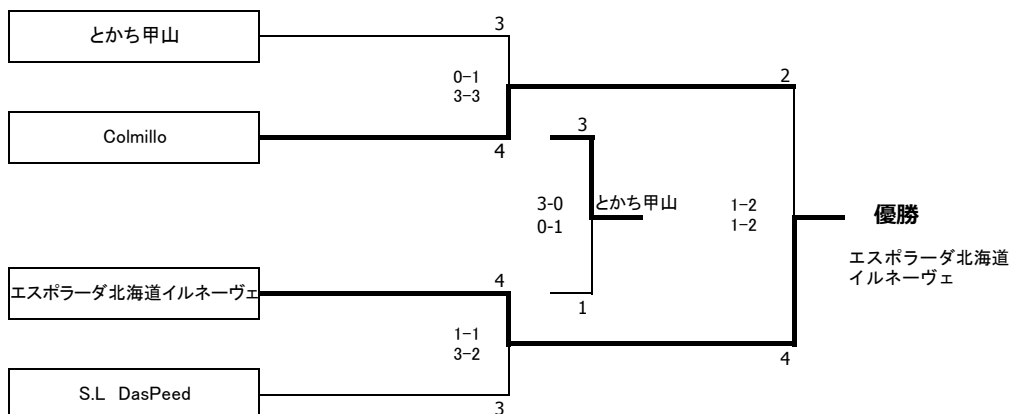 とかち甲山
3
0-1
3-3
2
Colmillo
4
3
3-0
0-1
とかち甲山
1-2
1-2
優勝
エスポラーダ北海道
イルネーヴェ
エスポラーダ北海道イルネーヴェ
4
1
1-1
3-2
4
S.L DasPeed
3